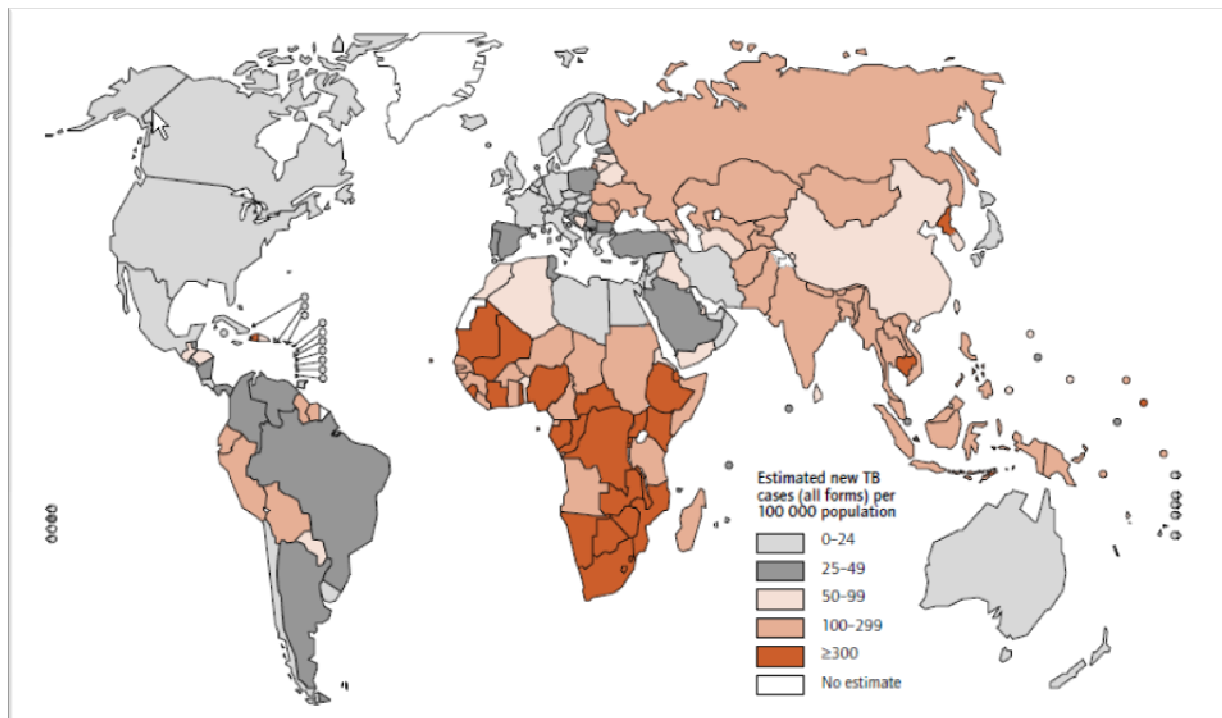 Estimated new TB
cases (all forms) per
100 000 population
0–24
25–49
50–99
100–299
≥300
No estimate